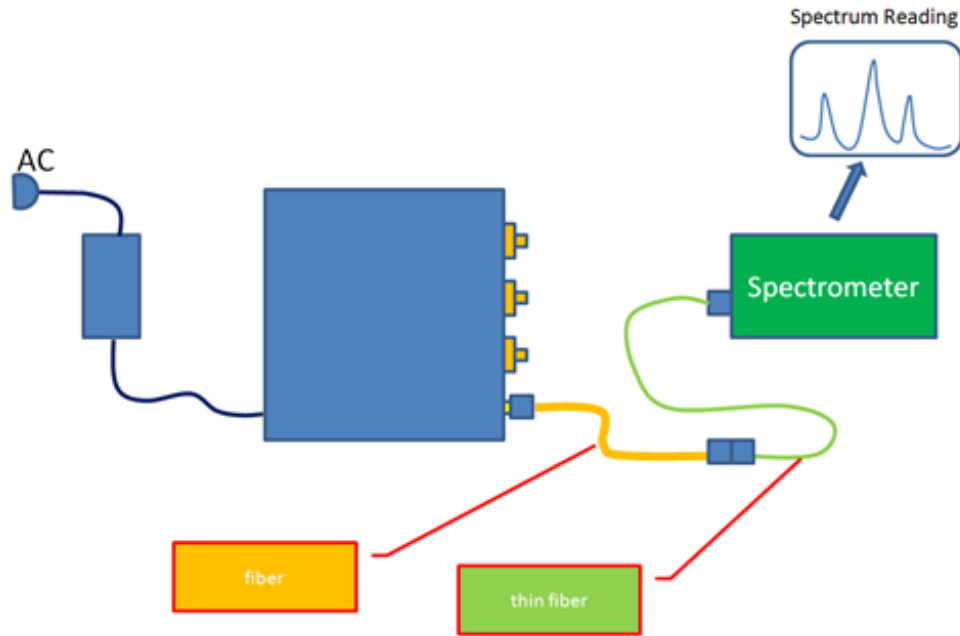 Spectrum Reading
AC
Spectrometer
fiber
thin fiber